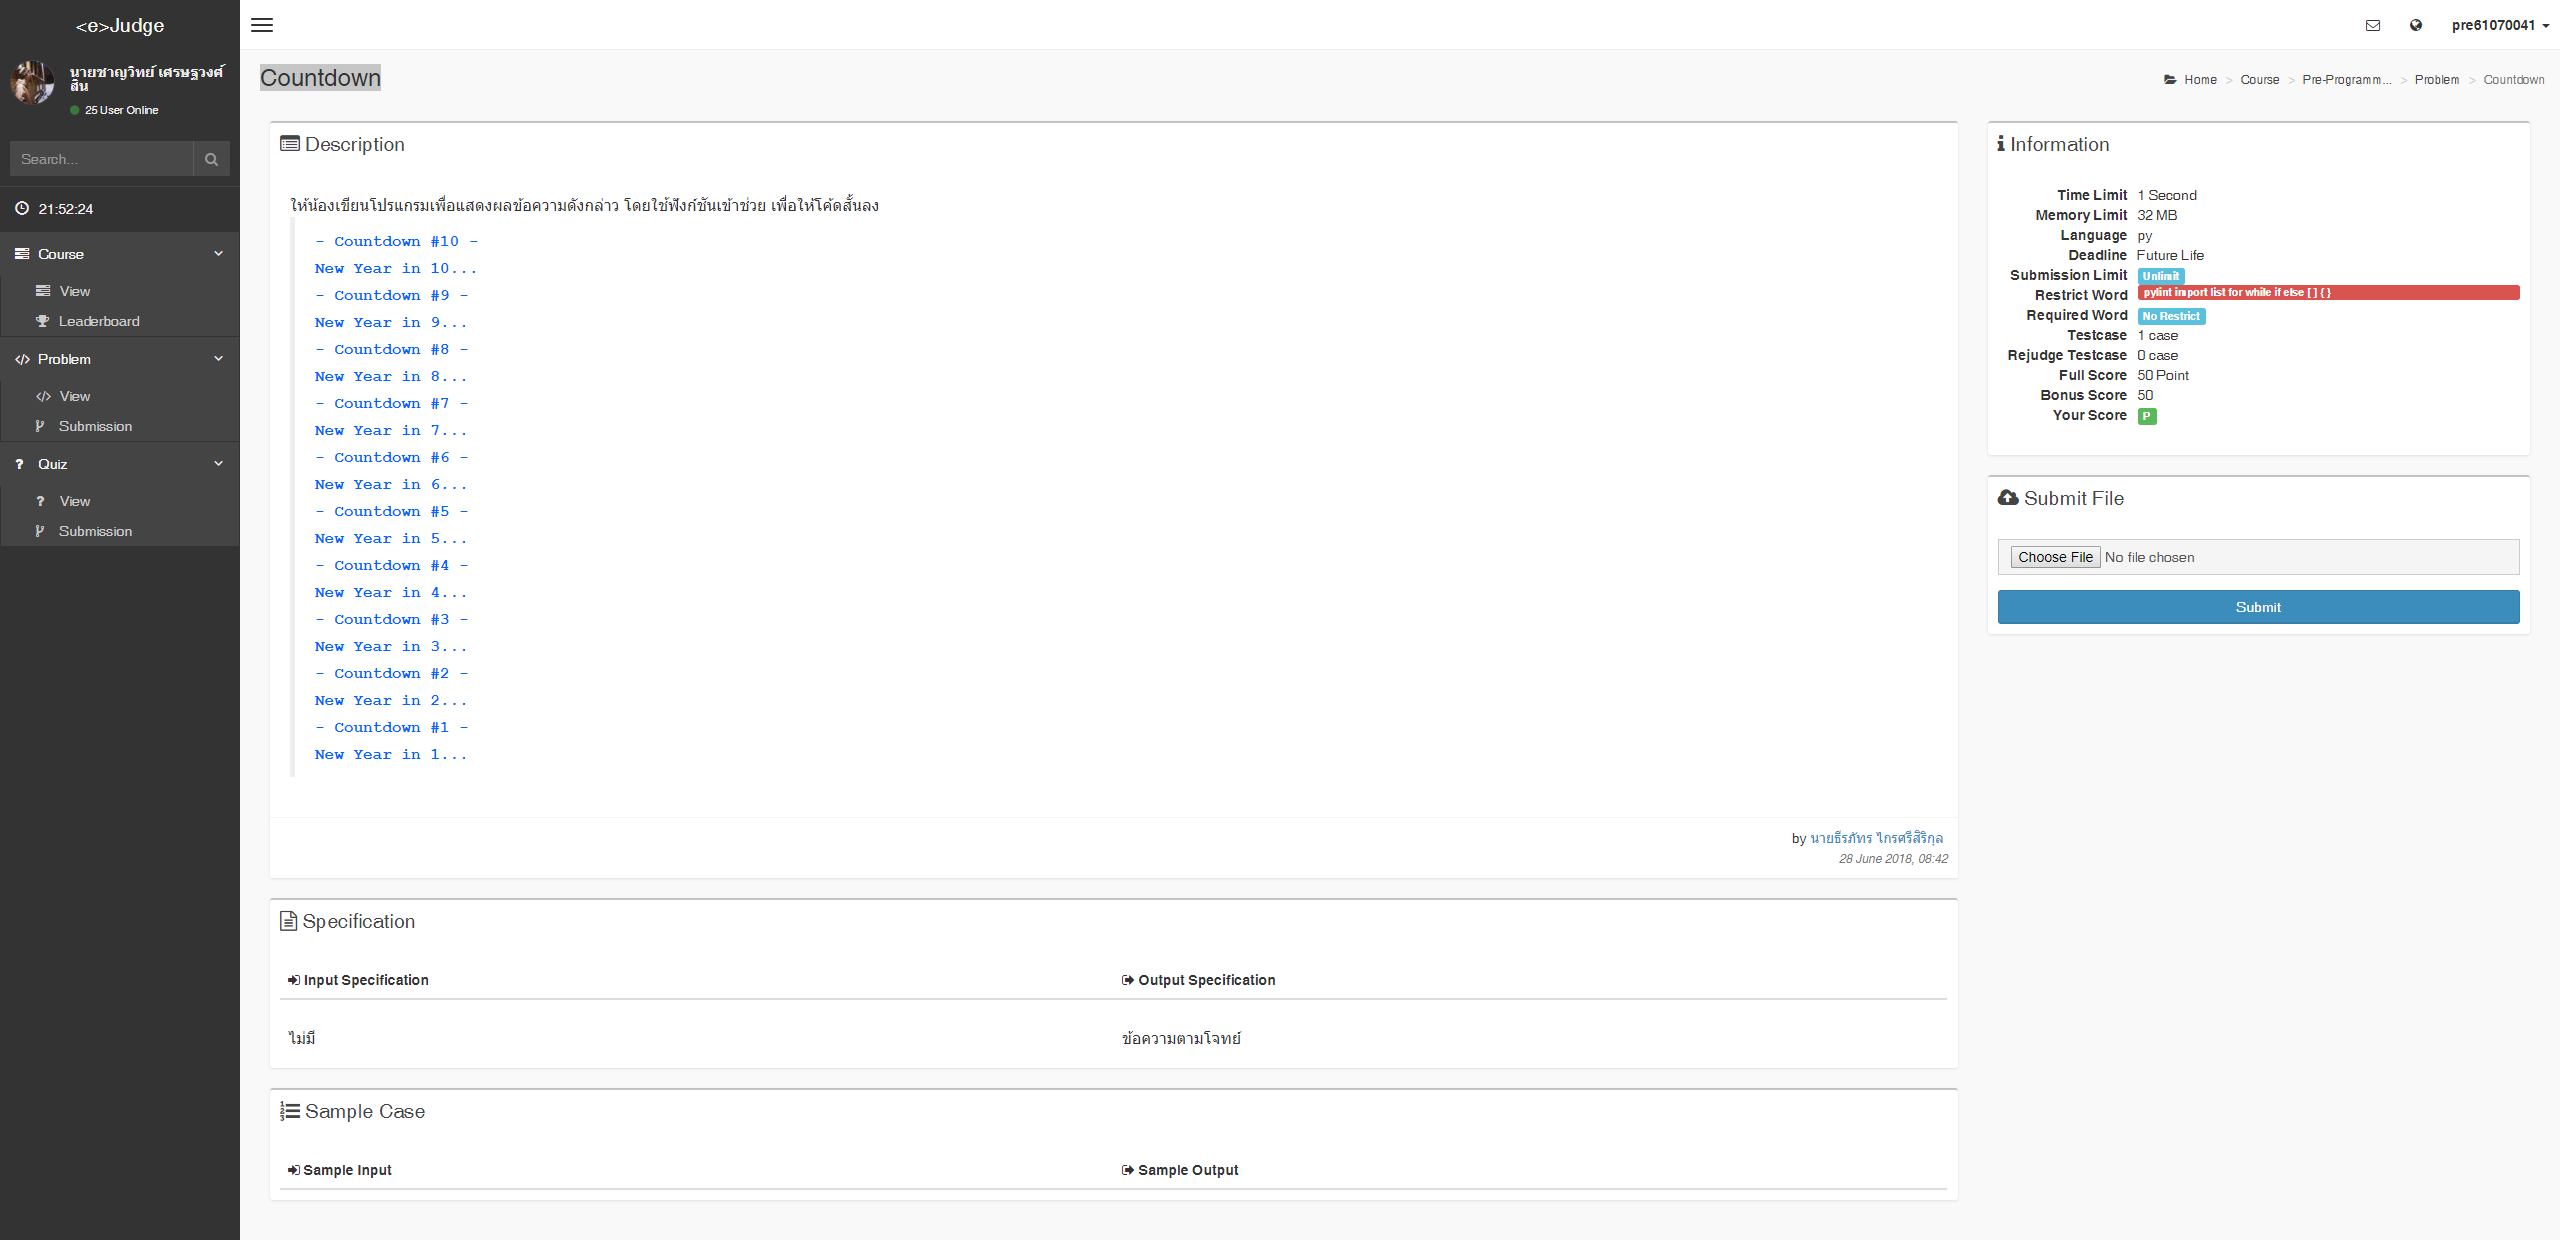 <e>Judge
นายชาญวิทย์ เศรษฐวงศ์
สิน
25 User Online
Search...
21:52:24
Course
View
Leaderboard
Problem
View
Submission
Quiz
View
Submission
pre61070041
Countdown
Home > Course > Pre-Programm... > Problem > Countdown
Description
ให้น้องเขียนโปรแกรมเพื่อแสดงผลข้อความดังกล่าว โดยใช้ฟังก์ชันเข้าช่วย เพื่อให้โค้ดสั้นลง
- Countdown #10 -
New Year in 10...
- Countdown #9 -
New Year in 9...
- Countdown #8 -
New Year in 8...
- Countdown #7 -
New Year in 7...
- Countdown #6 -
New Year in 6...
- Countdown #5 -
New Year in 5...
- Countdown #4 -
New Year in 4...
- Countdown #3 -
New Year in 3...
- Countdown #2 -
New Year in 2...
- Countdown #1 -
New Year in 1...
by นายธีรภัทร ไกรศรีสิริกุล
28 June 2018, 08:42
Specification
Input Specification
Output Specification
ไม่มี
ข้อความตามโจทย์
Sample Case
Sample Input
Sample Output
Information
Time Limit 1 Second
Memory Limit 32 MB
Language py
Deadline Future Life
Submission Limit Unlimit
Restrict Word pylint import list for while if else [ ] { }
Required Word No Restrict
Testcase 1 case
Rejudge Testcase 0 case
Full Score 50 Point
Bonus Score 50
Your Score P
Submit File
Choose File No file chosen
Submit